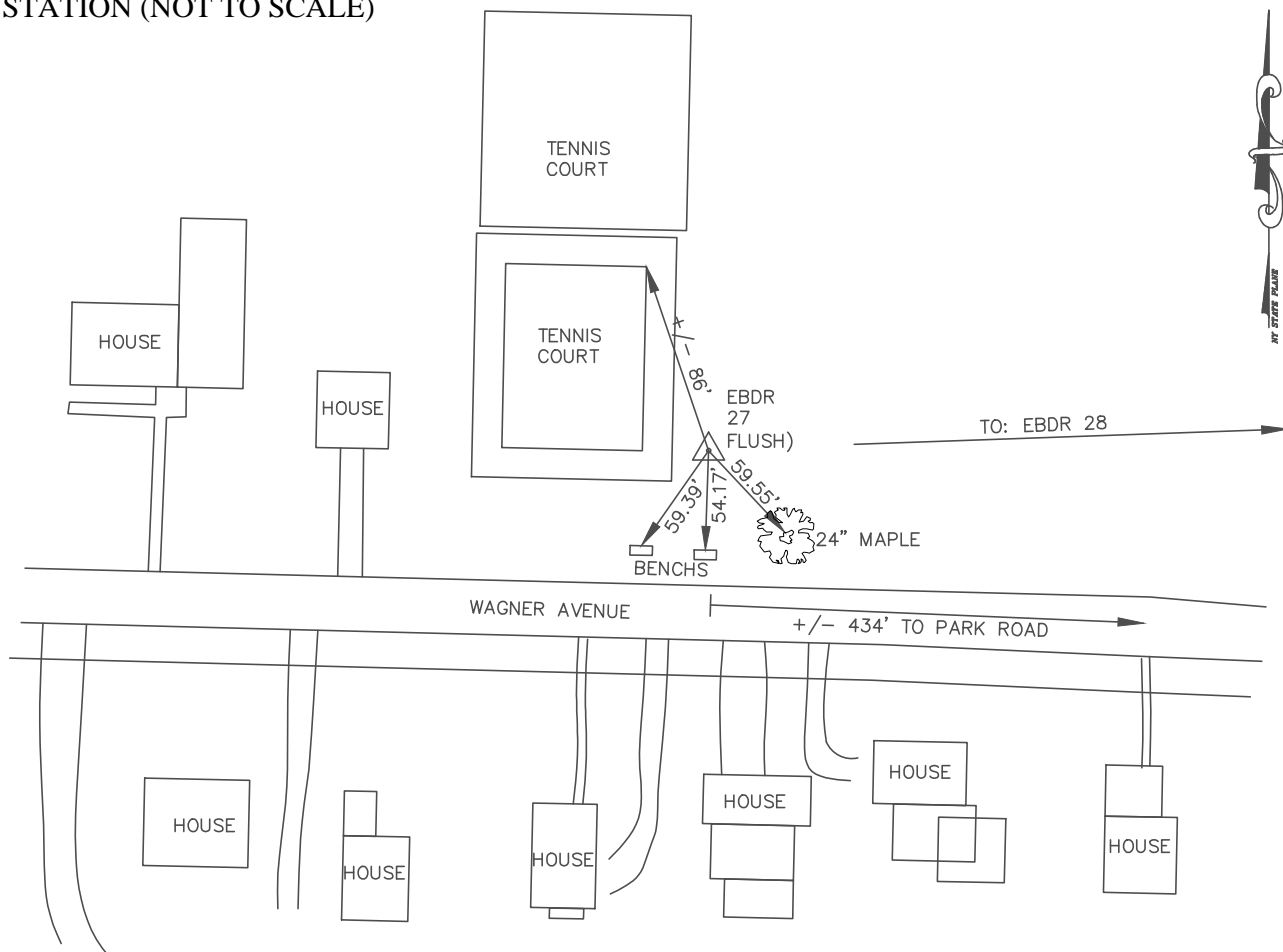 STATION (NOT TO SCALE)
TENNIS
COURT
HOUSE
TENNIS
COURT
HOUSE
+/- 86'
EBDR
27
FLUSH)
TO: EBDR 28
NY STATE PLANE
59.39'
54.17'
59.55'
24" MAPLE
BENCHS
WAGNER AVENUE
+/- 434' TO PARK ROAD
HOUSE
HOUSE
HOUSE
HOUSE
HOUSE
HOUSE